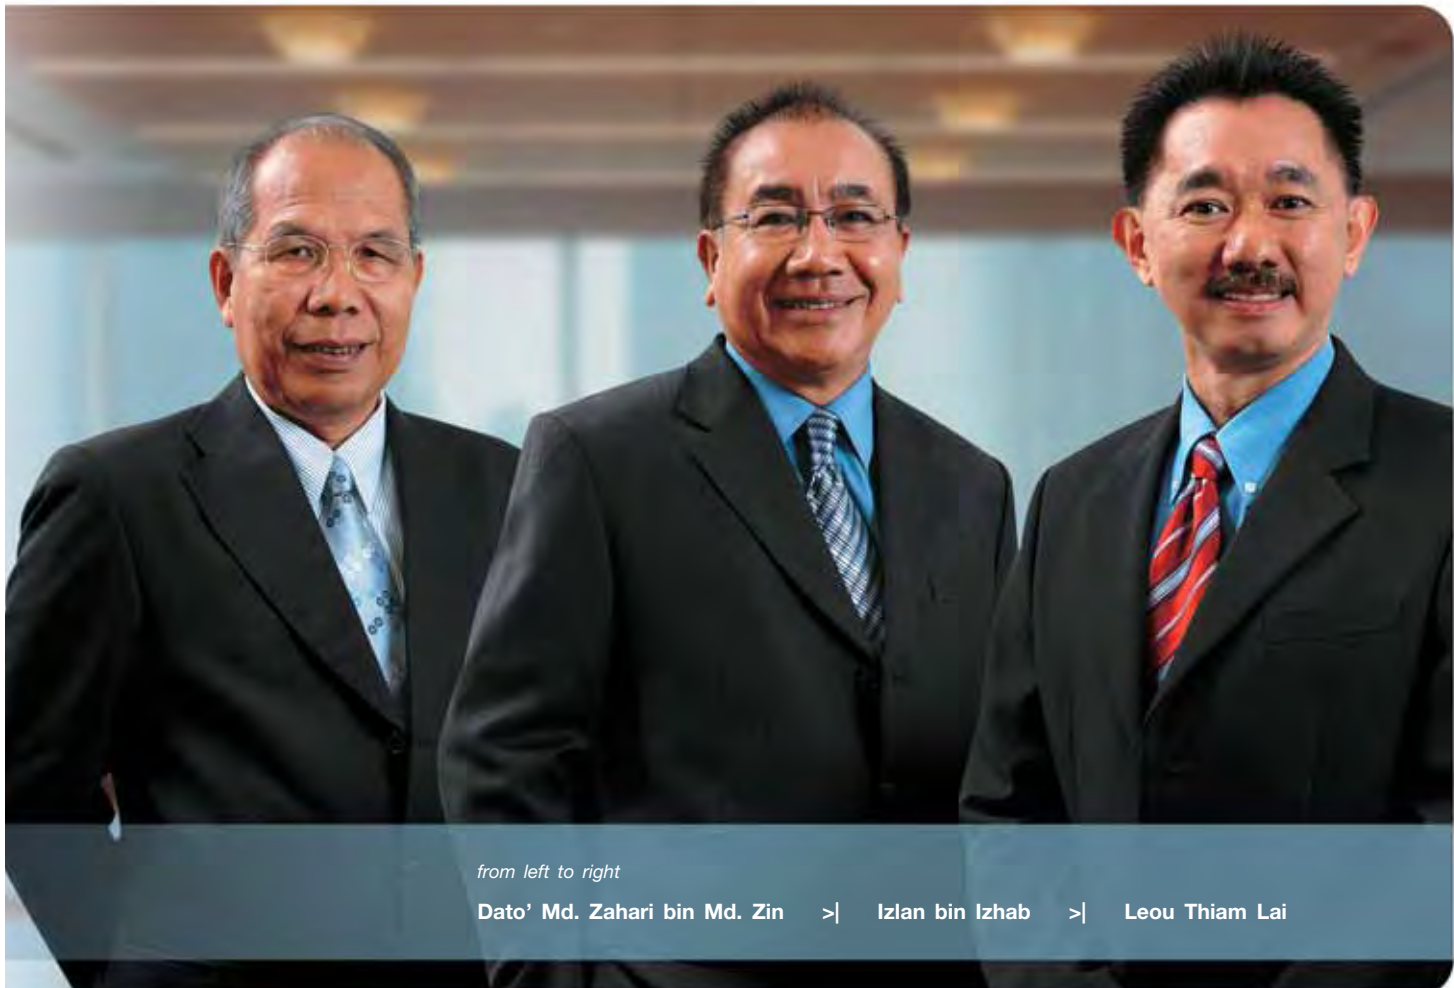 from left to right
Dato’ Md. Zahari bin Md. Zin >| Izlan bin Izhab >| Leou Thiam Lai